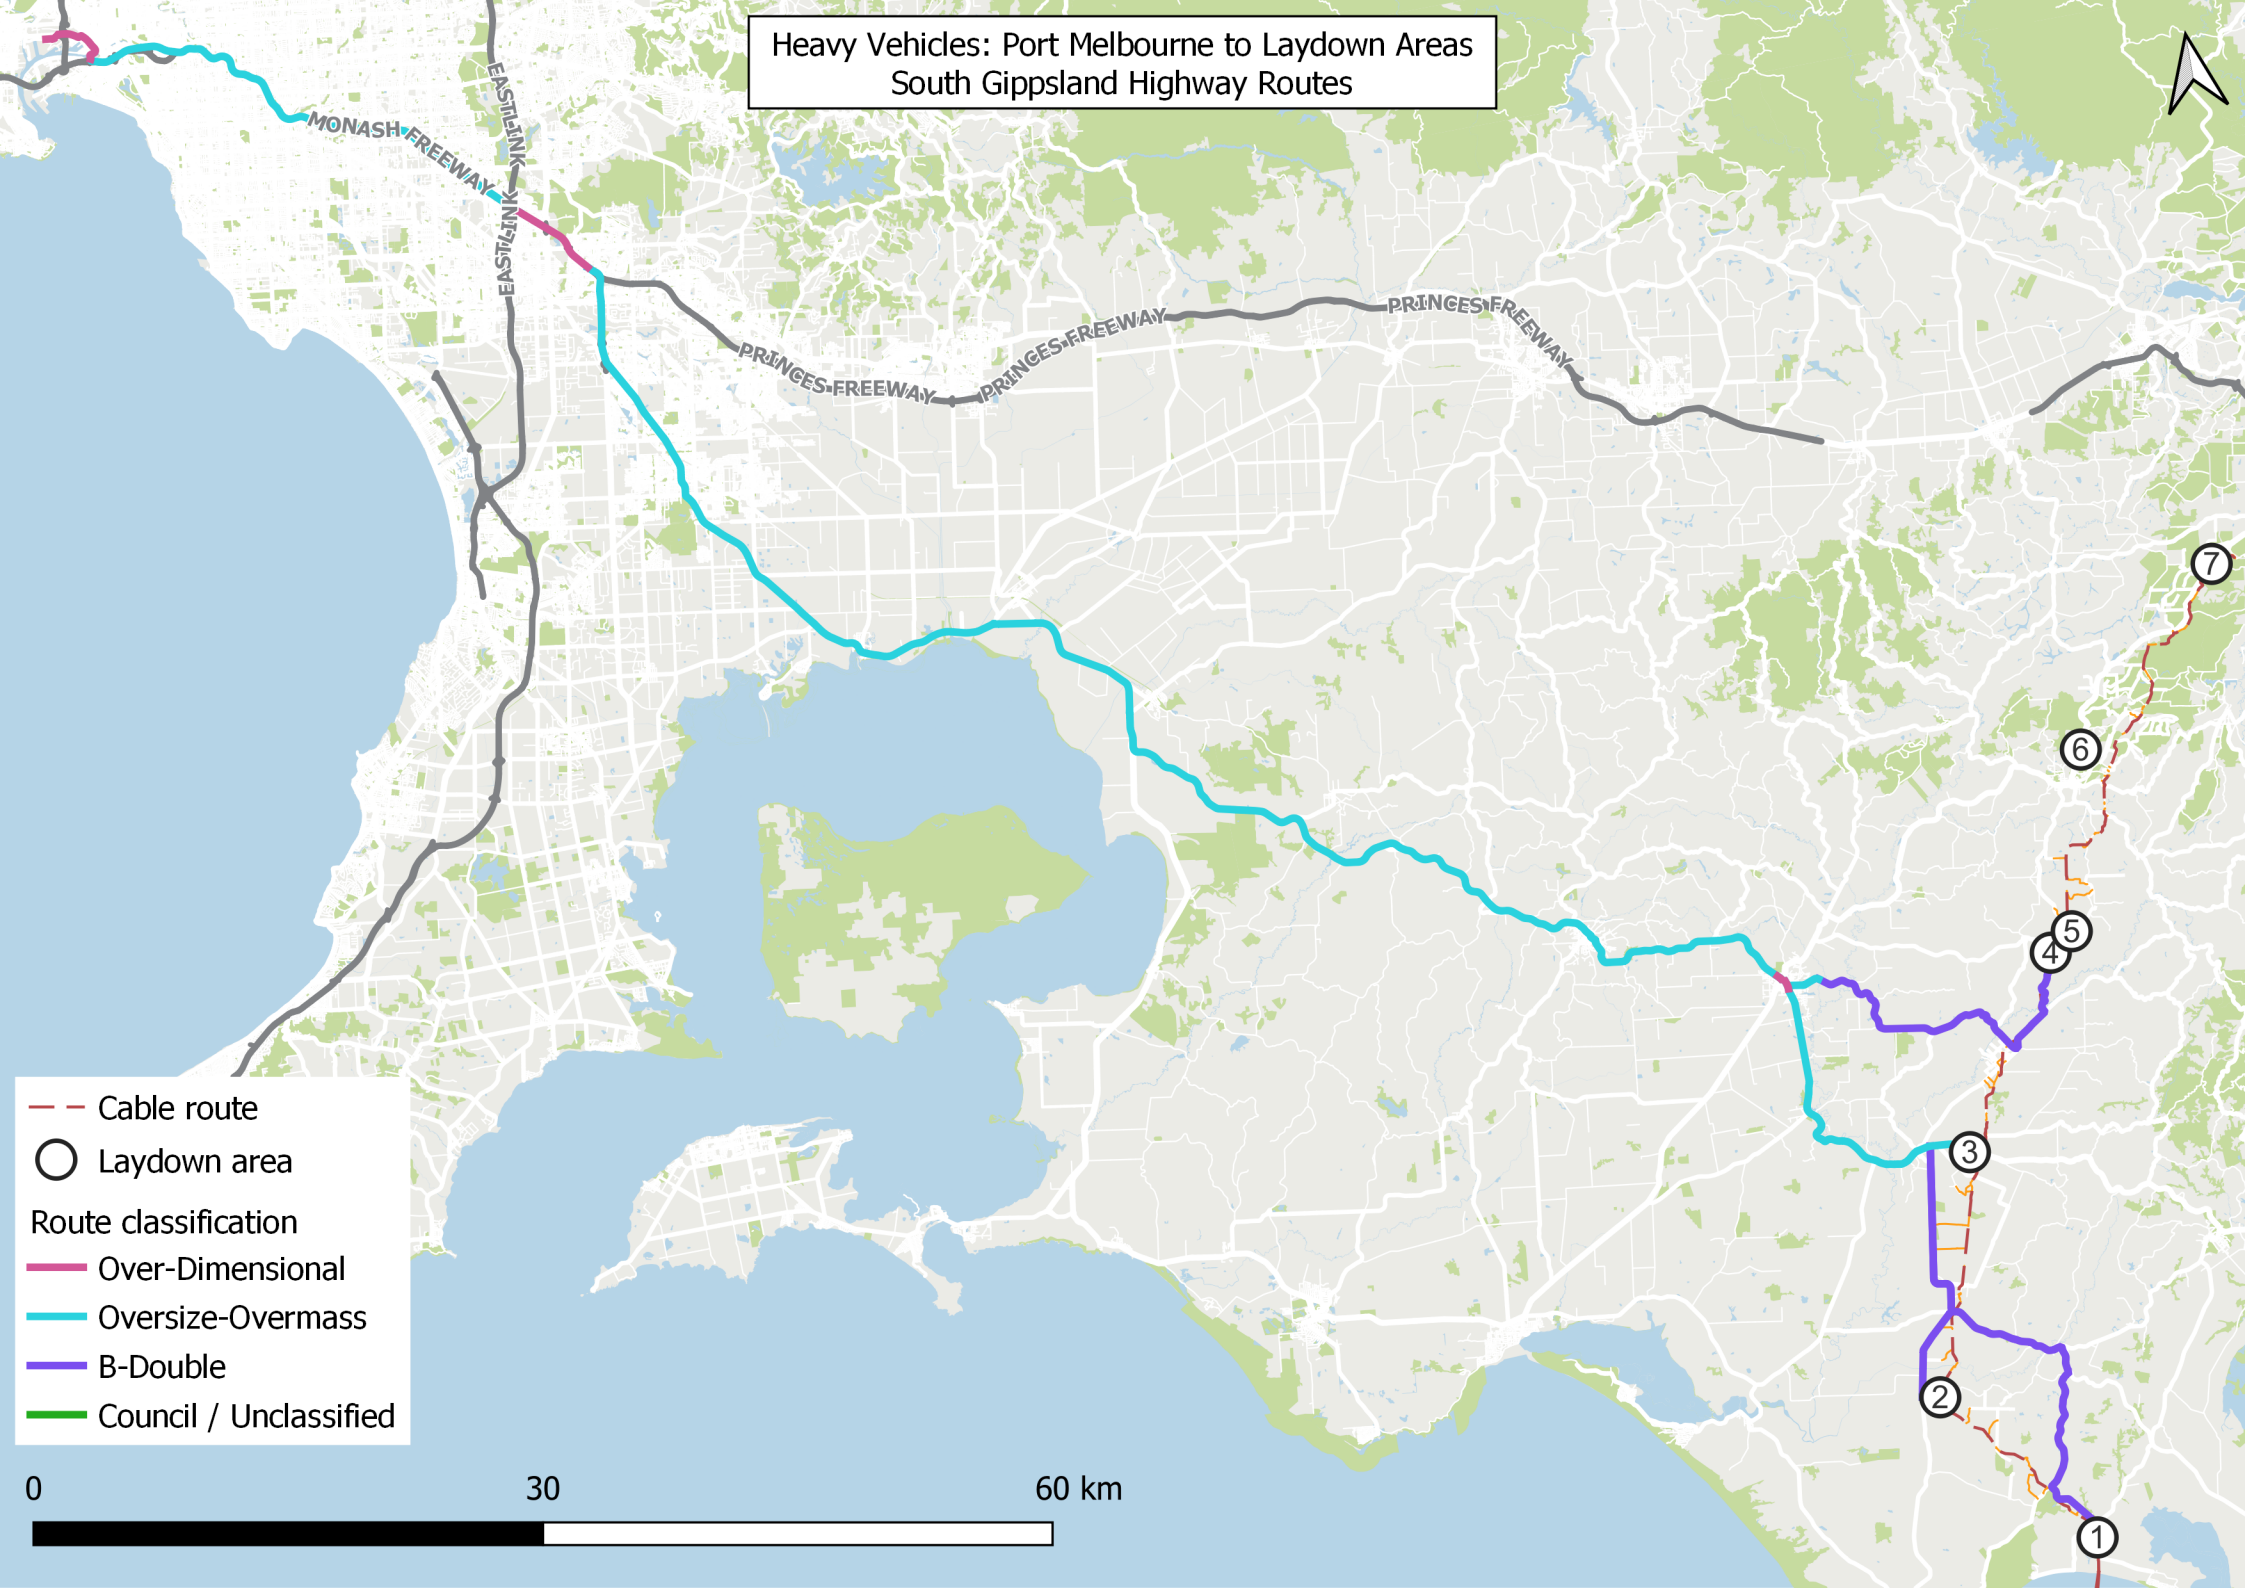 Heavy Vehicles: Port Melbourne to Laydown Areas
South Gippsland Highway Routes
EASTLINK
MONASH FREEWAY
EASTLINK
PRINCES FREEWAY
PRINCES FREEWAY
PRINCES FREEWAY
7
6
5
4
3
2
1
Cable route
Laydown area
Route classification
Over-Dimensional
Oversize-Overmass
B-Double
Council / Unclassified
0 30 60 km